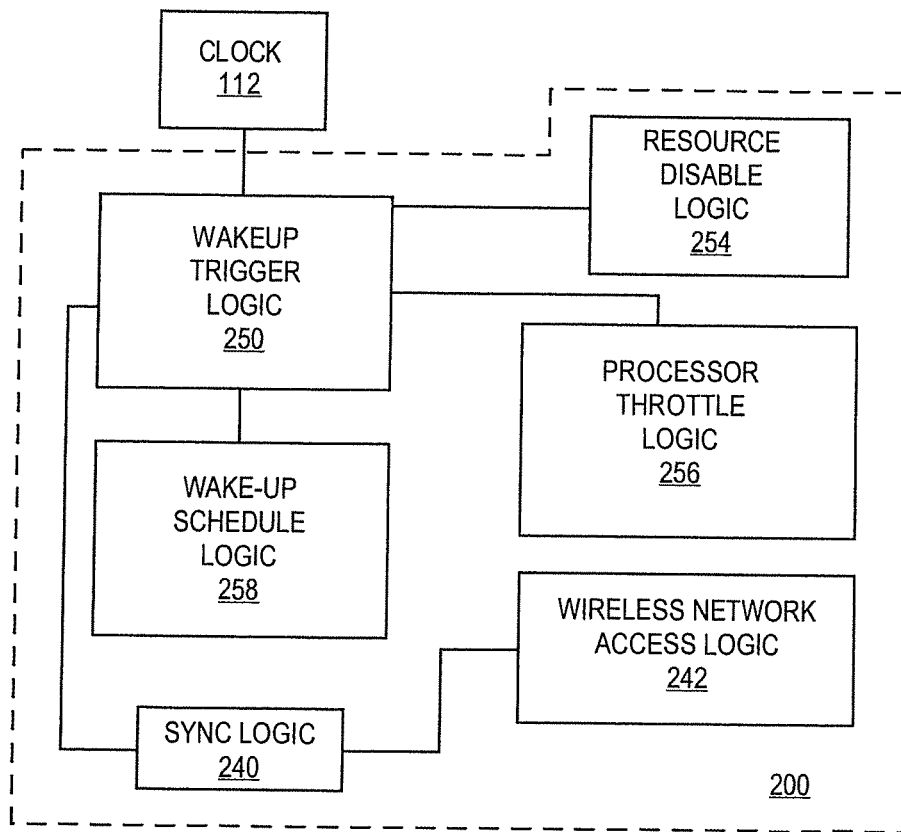 CLOCK
112
RESOURCE
DISABLE
LOGIC
254
WAKEUP
TRIGGER
LOGIC
250
PROCESSOR
THROTTLE
LOGIC
256
WAKE-UP
SCHEDULE
LOGIC
258
WIRELESS NETWORK
ACCESS LOGIC
242
SYNC LOGIC
240
200